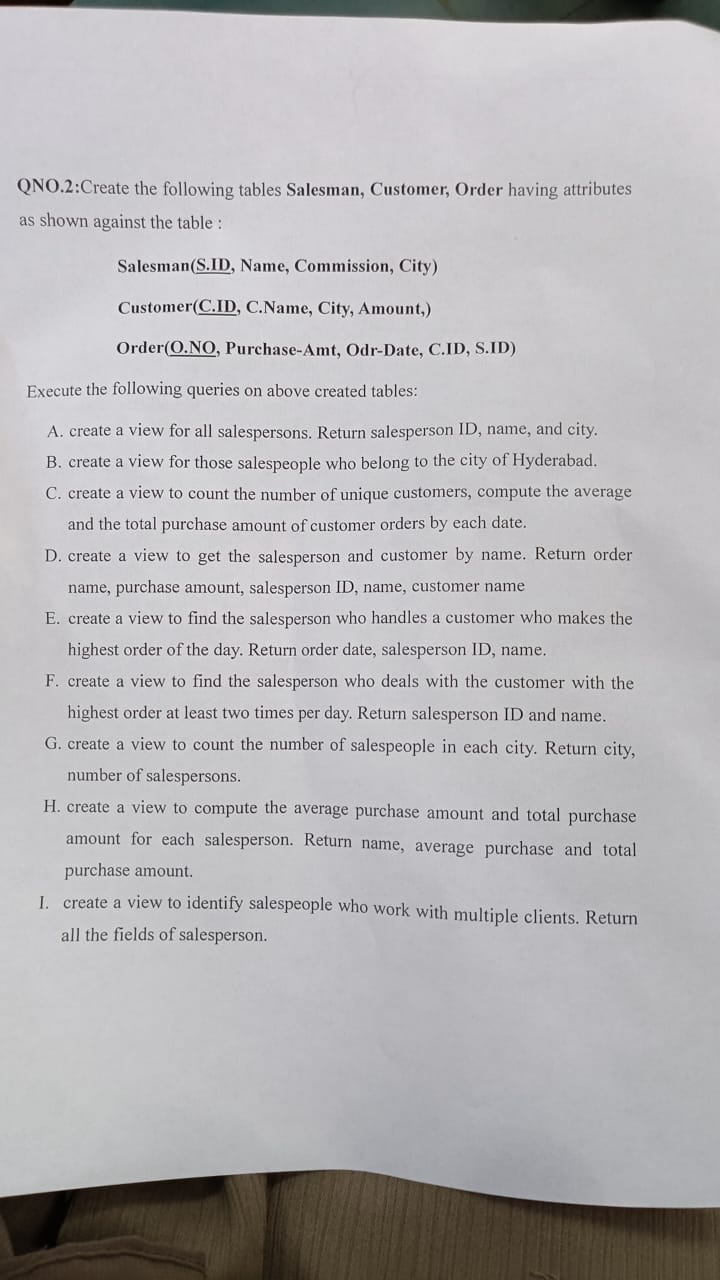 QNO.2:Create the following tables Salesman, Customer, Order having attributes
as shown against the table :
Salesman(S.ID, Name, Commission, City)
Customer(C.ID, C.Name, City, Amount,)
Order(O.NO, Purchase-Amt, Odr-Date, C.ID, S.ID)
Execute the following queries on above created tables:
A. create a view for all salespersons. Return salesperson ID, name, and city.
B. create a view for those salespeople who belong to the city of Hyderabad.
C. create a view to count the number of unique customers, compute the average
and the total purchase amount of customer orders by each date.
D. create a view to get the salesperson and customer by name. Return order
name, purchase amount, salesperson ID, name, customer name
E. create a view to find the salesperson who handles a customer who makes the
highest order of the day. Return order date, salesperson ID, name.
F. create a view to find the salesperson who deals with the customer with the
highest order at least two times per day. Return salesperson ID and name.
G. create a view to count the number of salespeople in each city. Return city,
number of salespersons.
H. create a view to compute the average purchase amount and total purchase
amount for each salesperson. Return name, average purchase and total
purchase amount.
I. create a view to identify salespeople who work with multiple clients. Return
all the fields of salesperson.